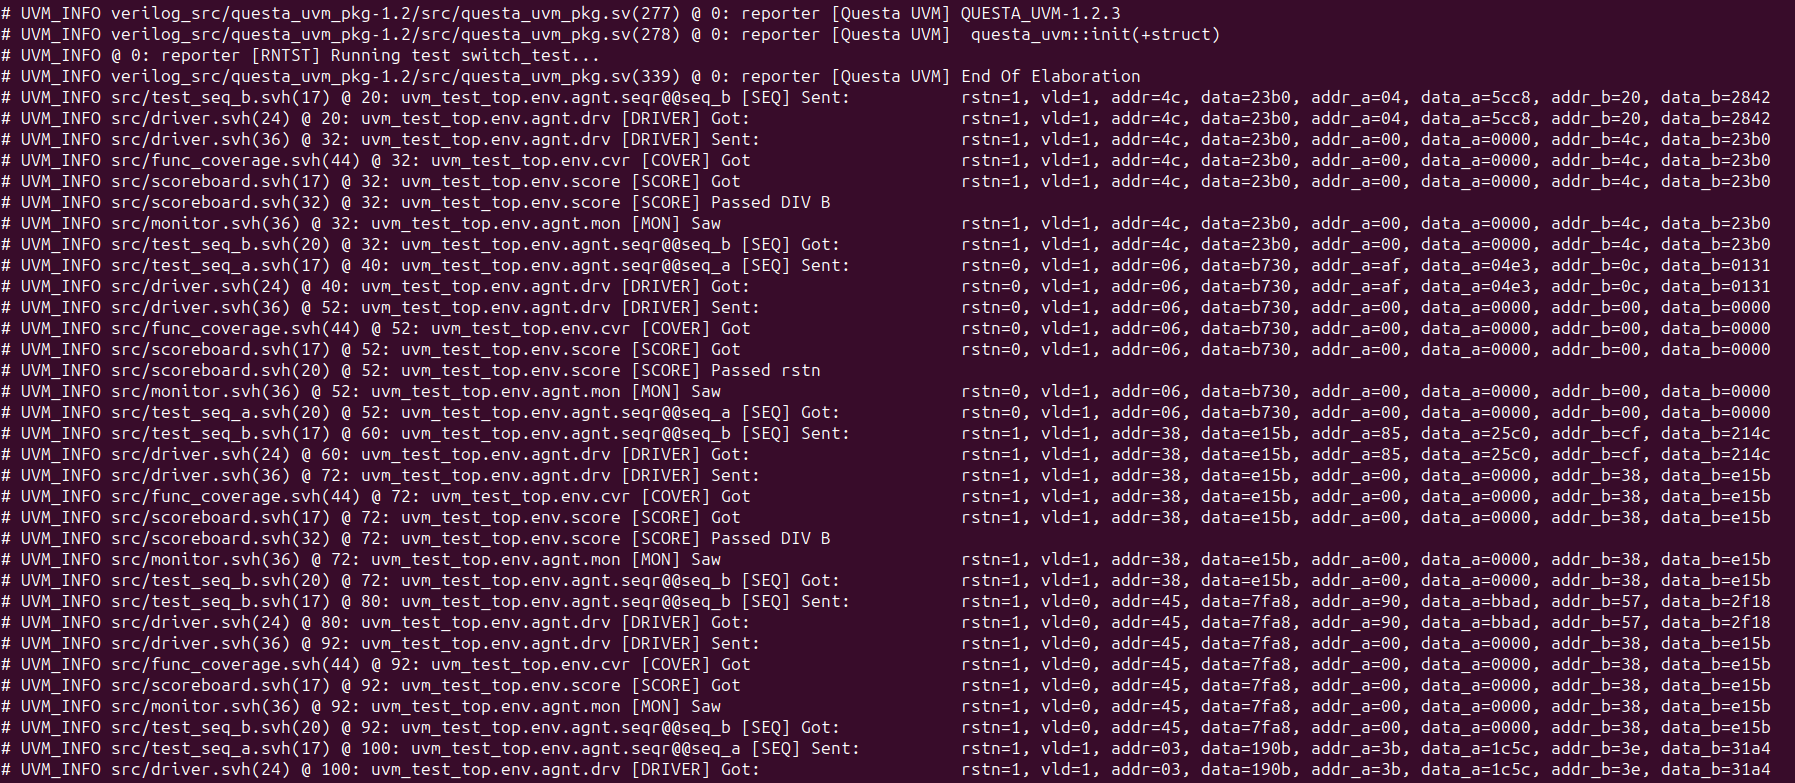 # UVM_INFO verilog_src/questa_uvm_pkg-1.2/src/questa_uvm_pkg.sv(277) @ 0: reporter [Questa UVM] QUESTA_UVM-1.2.3
# UVM_INFO verilog_src/questa_uvm_pkg-1.2/src/questa_uvm_pkg.sv(278) @ 0: reporter [Questa UVM]  questa_uvm::init(+struct)
# UVM_INFO @ 0: reporter [RNTST] Running test switch_test...
# UVM_INFO verilog_src/questa_uvm_pkg-1.2/src/questa_uvm_pkg.sv(339) @ 0: reporter [Questa UVM] End Of Elaboration
# UVM_INFO src/test_seq_b.svh(17) @ 20: uvm_test_top.env.agnt.seqr@@seq_b [SEQ] Sent:           rstn=1, vld=1, addr=4c, data=23b0, addr_a=04, data_a=5cc8, addr_b=20, data_b=2842
# UVM_INFO src/driver.svh(24) @ 20: uvm_test_top.env.agnt.drv [DRIVER] Got:                     rstn=1, vld=1, addr=4c, data=23b0, addr_a=04, data_a=5cc8, addr_b=20, data_b=2842
# UVM_INFO src/driver.svh(36) @ 32: uvm_test_top.env.agnt.drv [DRIVER] Sent:                    rstn=1, vld=1, addr=4c, data=23b0, addr_a=00, data_a=0000, addr_b=4c, data_b=23b0
# UVM_INFO src/func_coverage.svh(44) @ 32: uvm_test_top.env.cvr [COVER] Got                     rstn=1, vld=1, addr=4c, data=23b0, addr_a=00, data_a=0000, addr_b=4c, data_b=23b0
# UVM_INFO src/scoreboard.svh(17) @ 32: uvm_test_top.env.score [SCORE] Got                      rstn=1, vld=1, addr=4c, data=23b0, addr_a=00, data_a=0000, addr_b=4c, data_b=23b0
# UVM_INFO src/scoreboard.svh(32) @ 32: uvm_test_top.env.score [SCORE] Passed DIV B
# UVM_INFO src/monitor.svh(36) @ 32: uvm_test_top.env.agnt.mon [MON] Saw                        rstn=1, vld=1, addr=4c, data=23b0, addr_a=00, data_a=0000, addr_b=4c, data_b=23b0
# UVM_INFO src/test_seq_b.svh(20) @ 32: uvm_test_top.env.agnt.seqr@@seq_b [SEQ] Got:            rstn=1, vld=1, addr=4c, data=23b0, addr_a=00, data_a=0000, addr_b=4c, data_b=23b0
# UVM_INFO src/test_seq_a.svh(17) @ 40: uvm_test_top.env.agnt.seqr@@seq_a [SEQ] Sent:           rstn=0, vld=1, addr=06, data=b730, addr_a=af, data_a=04e3, addr_b=0c, data_b=0131
# UVM_INFO src/driver.svh(24) @ 40: uvm_test_top.env.agnt.drv [DRIVER] Got:                     rstn=0, vld=1, addr=06, data=b730, addr_a=af, data_a=04e3, addr_b=0c, data_b=0131
# UVM_INFO src/driver.svh(36) @ 52: uvm_test_top.env.agnt.drv [DRIVER] Sent:                    rstn=0, vld=1, addr=06, data=b730, addr_a=00, data_a=0000, addr_b=00, data_b=0000
# UVM_INFO src/func_coverage.svh(44) @ 52: uvm_test_top.env.cvr [COVER] Got                     rstn=0, vld=1, addr=06, data=b730, addr_a=00, data_a=0000, addr_b=00, data_b=0000
# UVM_INFO src/scoreboard.svh(17) @ 52: uvm_test_top.env.score [SCORE] Got                      rstn=0, vld=1, addr=06, data=b730, addr_a=00, data_a=0000, addr_b=00, data_b=0000
# UVM_INFO src/scoreboard.svh(20) @ 52: uvm_test_top.env.score [SCORE] Passed rstn
# UVM_INFO src/monitor.svh(36) @ 52: uvm_test_top.env.agnt.mon [MON] Saw                        rstn=0, vld=1, addr=06, data=b730, addr_a=00, data_a=0000, addr_b=00, data_b=0000
# UVM_INFO src/test_seq_a.svh(20) @ 52: uvm_test_top.env.agnt.seqr@@seq_a [SEQ] Got:            rstn=0, vld=1, addr=06, data=b730, addr_a=00, data_a=0000, addr_b=00, data_b=0000
# UVM_INFO src/test_seq_b.svh(17) @ 60: uvm_test_top.env.agnt.seqr@@seq_b [SEQ] Sent:           rstn=1, vld=1, addr=38, data=e15b, addr_a=85, data_a=25c0, addr_b=cf, data_b=214c
# UVM_INFO src/driver.svh(24) @ 60: uvm_test_top.env.agnt.drv [DRIVER] Got:                     rstn=1, vld=1, addr=38, data=e15b, addr_a=85, data_a=25c0, addr_b=cf, data_b=214c
# UVM_INFO src/driver.svh(36) @ 72: uvm_test_top.env.agnt.drv [DRIVER] Sent:                    rstn=1, vld=1, addr=38, data=e15b, addr_a=00, data_a=0000, addr_b=38, data_b=e15b
# UVM_INFO src/func_coverage.svh(44) @ 72: uvm_test_top.env.cvr [COVER] Got                     rstn=1, vld=1, addr=38, data=e15b, addr_a=00, data_a=0000, addr_b=38, data_b=e15b
# UVM_INFO src/scoreboard.svh(17) @ 72: uvm_test_top.env.score [SCORE] Got                      rstn=1, vld=1, addr=38, data=e15b, addr_a=00, data_a=0000, addr_b=38, data_b=e15b
# UVM_INFO src/scoreboard.svh(32) @ 72: uvm_test_top.env.score [SCORE] Passed DIV B
# UVM_INFO src/monitor.svh(36) @ 72: uvm_test_top.env.agnt.mon [MON] Saw                        rstn=1, vld=1, addr=38, data=e15b, addr_a=00, data_a=0000, addr_b=38, data_b=e15b
# UVM_INFO src/test_seq_b.svh(20) @ 72: uvm_test_top.env.agnt.seqr@@seq_b [SEQ] Got:            rstn=1, vld=1, addr=38, data=e15b, addr_a=00, data_a=0000, addr_b=38, data_b=e15b
# UVM_INFO src/test_seq_b.svh(17) @ 80: uvm_test_top.env.agnt.seqr@@seq_b [SEQ] Sent:           rstn=1, vld=0, addr=45, data=7fa8, addr_a=90, data_a=bbad, addr_b=57, data_b=2f18
# UVM_INFO src/driver.svh(24) @ 80: uvm_test_top.env.agnt.drv [DRIVER] Got:                     rstn=1, vld=0, addr=45, data=7fa8, addr_a=90, data_a=bbad, addr_b=57, data_b=2f18
# UVM_INFO src/driver.svh(36) @ 92: uvm_test_top.env.agnt.drv [DRIVER] Sent:                    rstn=1, vld=0, addr=45, data=7fa8, addr_a=00, data_a=0000, addr_b=38, data_b=e15b
# UVM_INFO src/func_coverage.svh(44) @ 92: uvm_test_top.env.cvr [COVER] Got                     rstn=1, vld=0, addr=45, data=7fa8, addr_a=00, data_a=0000, addr_b=38, data_b=e15b
# UVM_INFO src/scoreboard.svh(17) @ 92: uvm_test_top.env.score [SCORE] Got                      rstn=1, vld=0, addr=45, data=7fa8, addr_a=00, data_a=0000, addr_b=38, data_b=e15b
# UVM_INFO src/monitor.svh(36) @ 92: uvm_test_top.env.agnt.mon [MON] Saw                        rstn=1, vld=0, addr=45, data=7fa8, addr_a=00, data_a=0000, addr_b=38, data_b=e15b
# UVM_INFO src/test_seq_b.svh(20) @ 92: uvm_test_top.env.agnt.seqr@@seq_b [SEQ] Got:            rstn=1, vld=0, addr=45, data=7fa8, addr_a=00, data_a=0000, addr_b=38, data_b=e15b
# UVM_INFO src/test_seq_a.svh(17) @ 100: uvm_test_top.env.agnt.seqr@@seq_a [SEQ] Sent:          rstn=1, vld=1, addr=03, data=190b, addr_a=3b, data_a=1c5c, addr_b=3e, data_b=31a4
# UVM_INFO src/driver.svh(24) @ 100: uvm_test_top.env.agnt.drv [DRIVER] Got:                    rstn=1, vld=1, addr=03, data=190b, addr_a=3b, data_a=1c5c, addr_b=3e, data_b=31a4